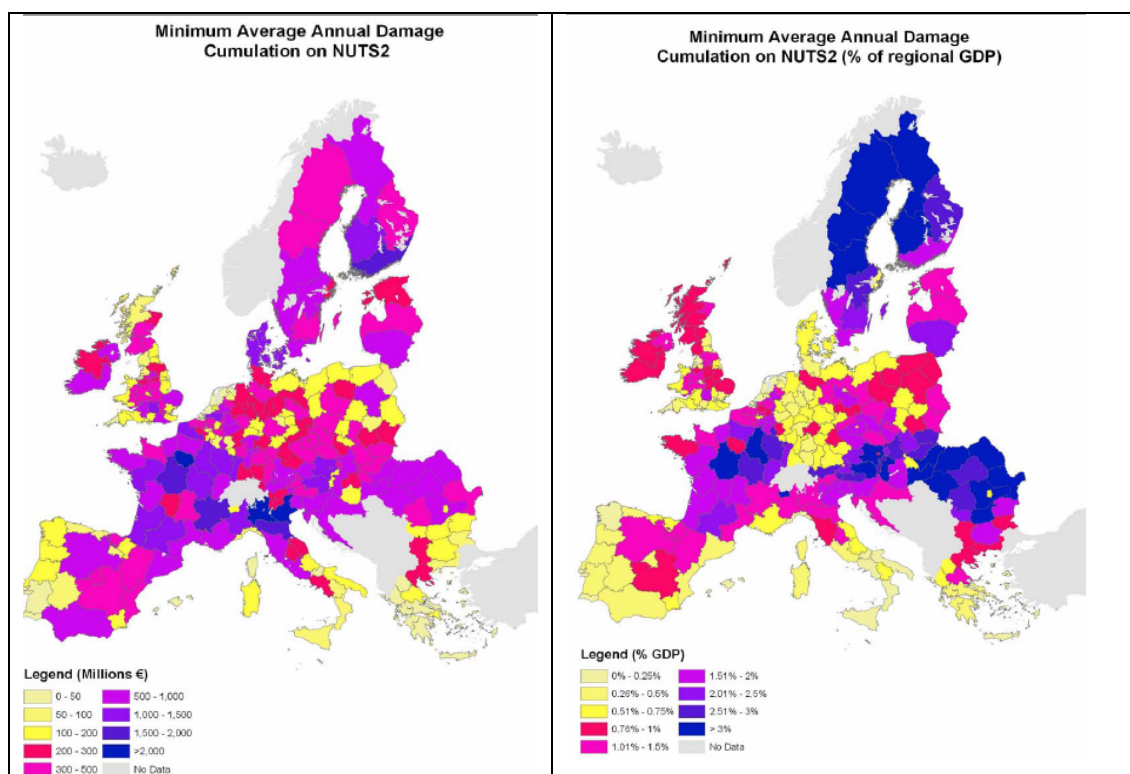 Minimum Average Annual Damage
Cumulation on NUTS2
Legend (Millions €)
0 - 50
50 - 100
100 - 200
200 - 300
300 - 500
500 - 1,000
1,000 - 1,500
1,500 - 2,000
>2,000
No Data
Minimum Average Annual Damage
Cumulation on NUTS2 (% of regional GDP)
Legend (% GDP)
0% - 0.25%
0.26% - 0.5%
0.51% - 0.75%
0.76% - 1%
1.01% - 1.5%
1.51% - 2%
2.01% - 2.5%
2.51% - 3%
> 3%
No Data